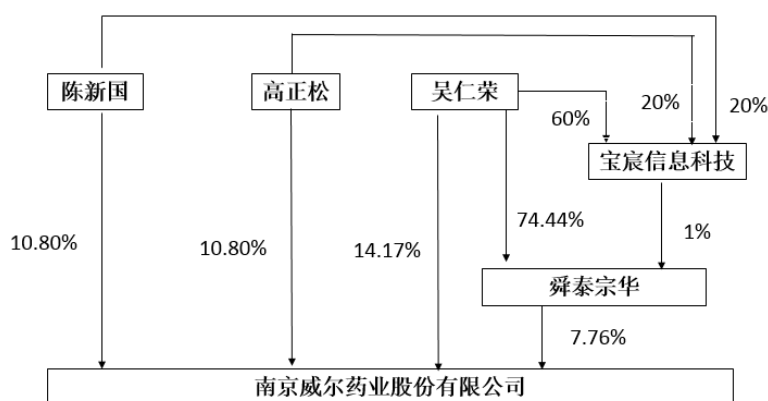 陈新国
高正松
吴仁荣
60%
20%
20%
宝宸信息科技
10.80%
10.80%
14.17%
74.44%
1%
舜泰宗华
7.76%
南京威尔药业股份有限公司